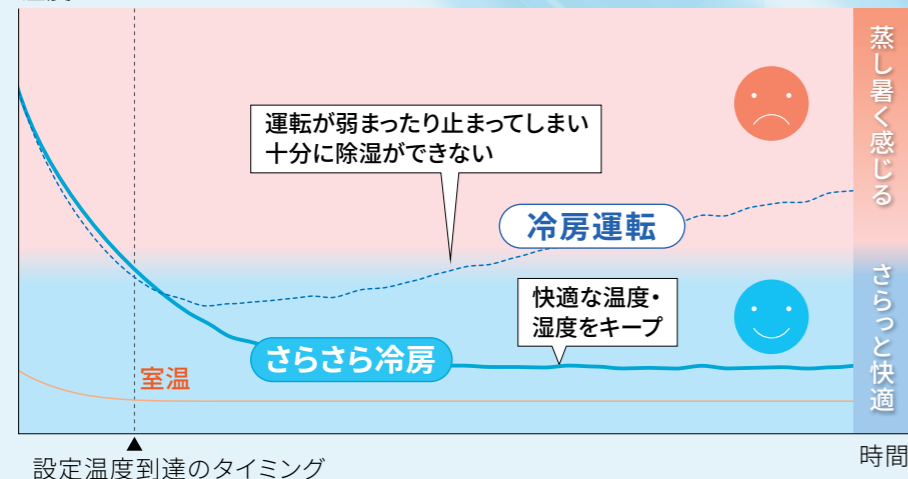 運転が弱まったり止まってしまい
十分に除湿ができない
冷房運転
快適な温度・
湿度をキープ
さらさら冷房
室温
蒸し暑く感じる
さらっと快適
設定温度到達のタイミング
時間